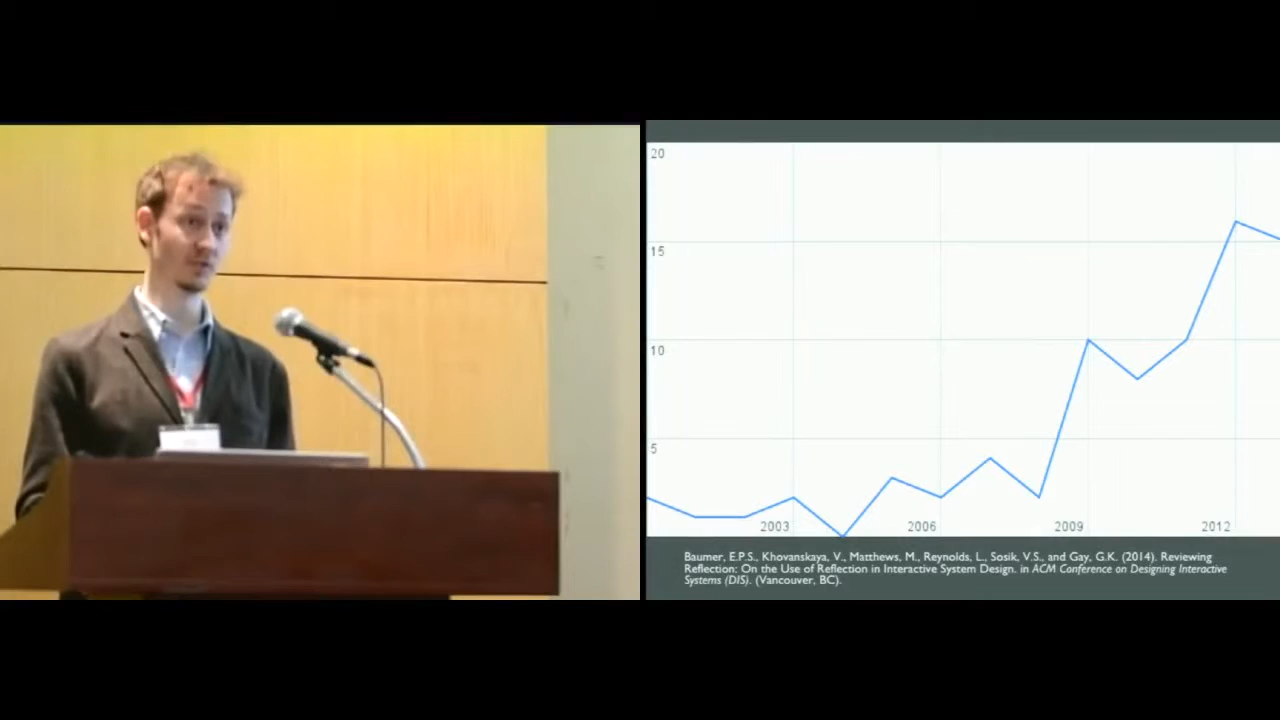 20
15
10
5
2003 2006 2009 2012
Baumer, E.P.S., Khovanskaya, V., Matthews, M., Reynolds, L., Sosik, V.S., and Gay, G.K. (2014). Reviewing
Reflection: On the Use of Reflection in Interactive System Design. in ACM Conference on Designing Interactive
Systems (DIS). (Vancouver, BC).